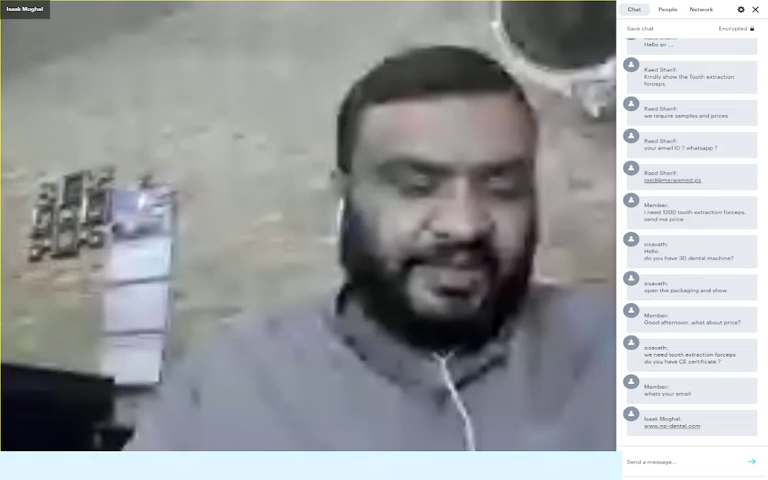 Isaak Moghal
Chat
People
Network
Save chat
Encrypted
Hello sir ...
Raed Sharif:
Kindly show the Tooth extraction
forceps
Raed Sharif:
we require samples and prices
Raed Sharif:
your email ID ? whatsapp ?
Raed Sharif:
Member:
i need 1200 tooth extraction forceps,
send me price
sisavath:
Hello
do you have 3D dental machine?
sisavath:
open the packaging and show
Member:
Good afternoon, what about price?
sisavath:
we need tooth extraction forceps
do you have CE certificate ?
Member:
whats your email
Isaak Moghal:
Send a message...